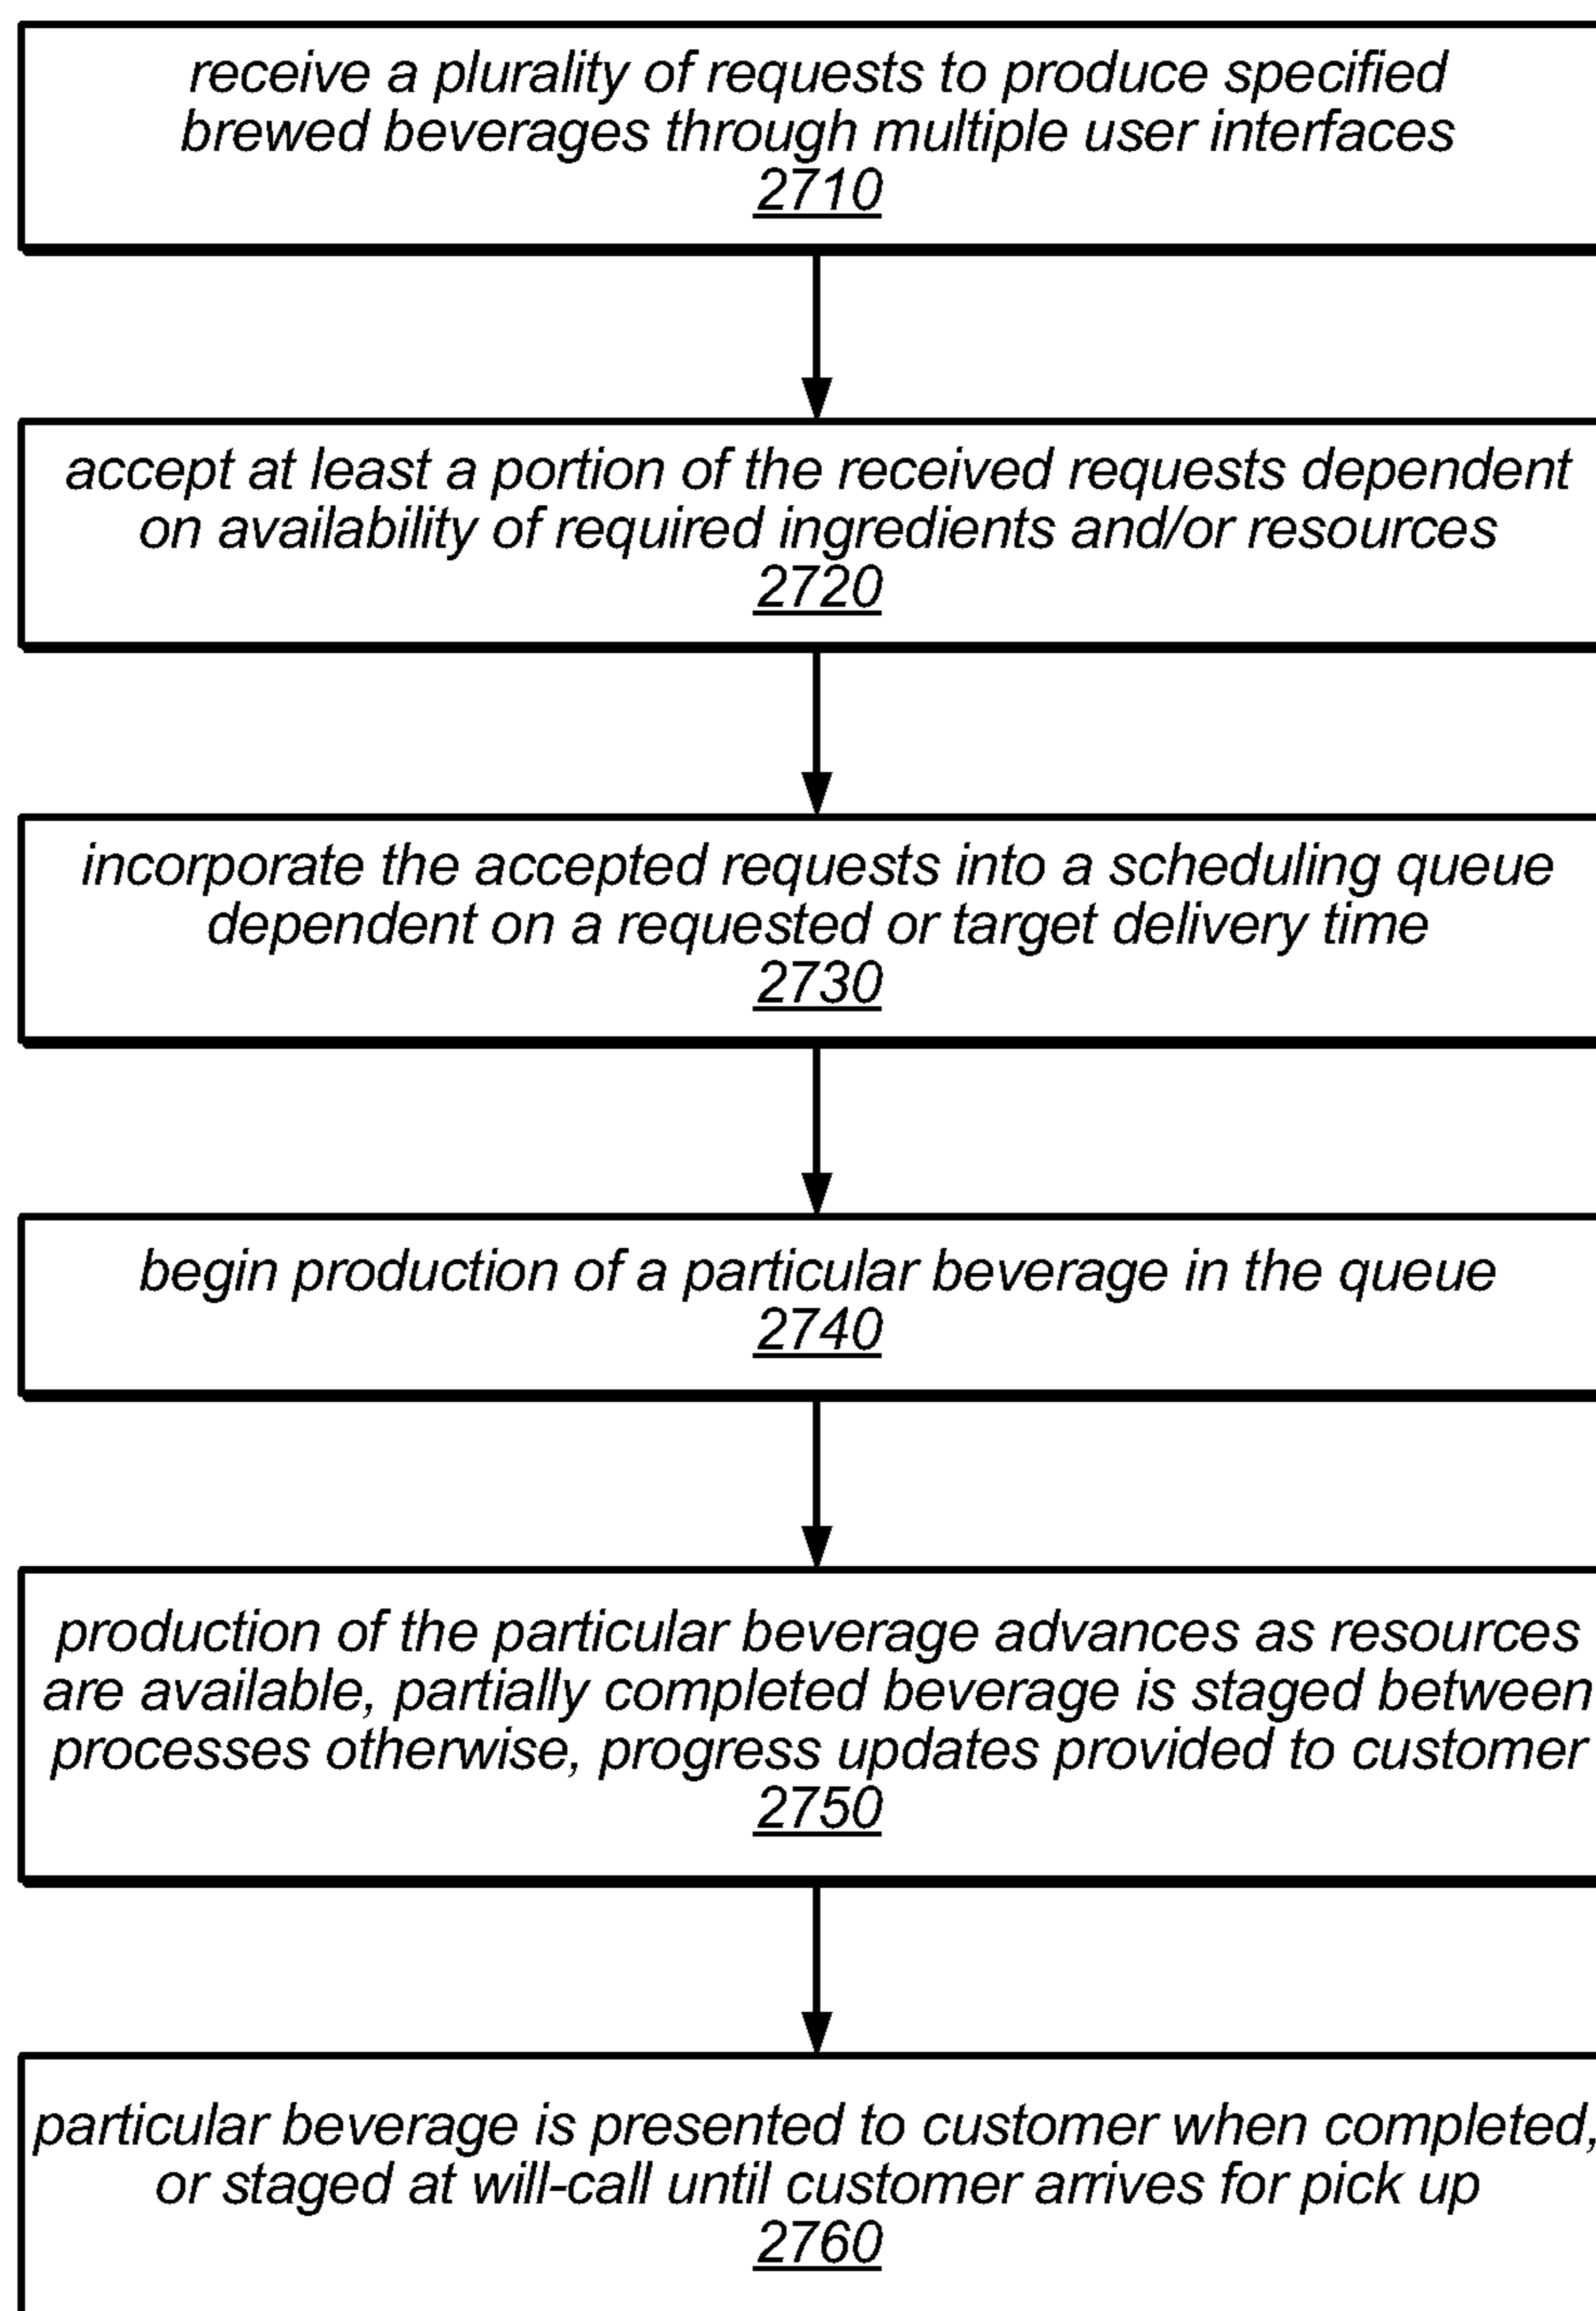 receive a plurality of requests to produce specified
brewed beverages through multiple user interfaces
2710
accept at least a portion of the received requests dependent
on availability of required ingredients and/or resources
2720
incorporate the accepted requests into a scheduling queue
dependent on a requested or target delivery time
2730
begin production of a particular beverage in the queue
2740
production of the particular beverage advances as resources
are available, partially completed beverage is staged between
processes otherwise, progress updates provided to customer
2750
particular beverage is presented to customer when completed,
or staged at will-call until customer arrives for pick up
2760